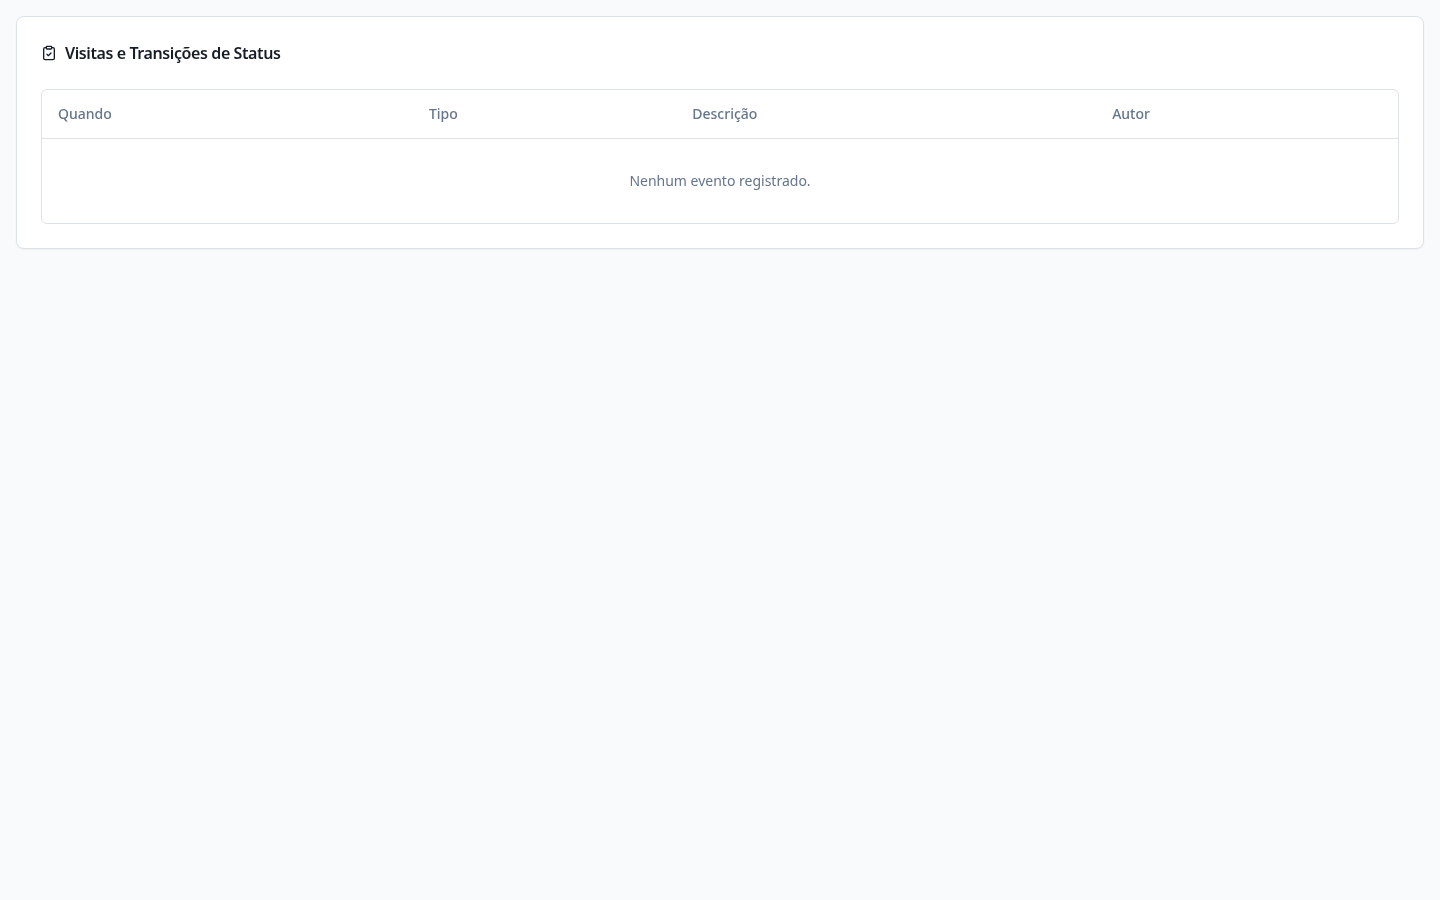 Visitas e Transições de Status
Quando Tipo Descrição Autor
Nenhum evento registrado.